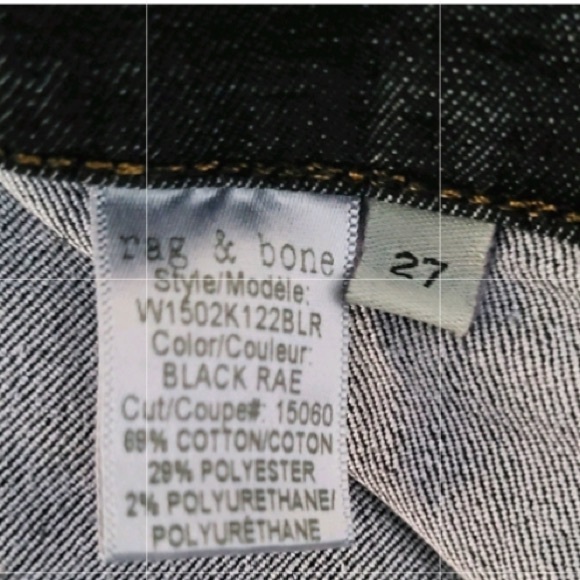 rag & bone
27
Style/Modèle:
W1502K122BLR
Color/Couleur:
BLACK RAE
Cut/Coupe#: 15060
69% COTTON/COTON
29% POLYESTER
2% POLYURETHANE/
POLYURÈTHANE